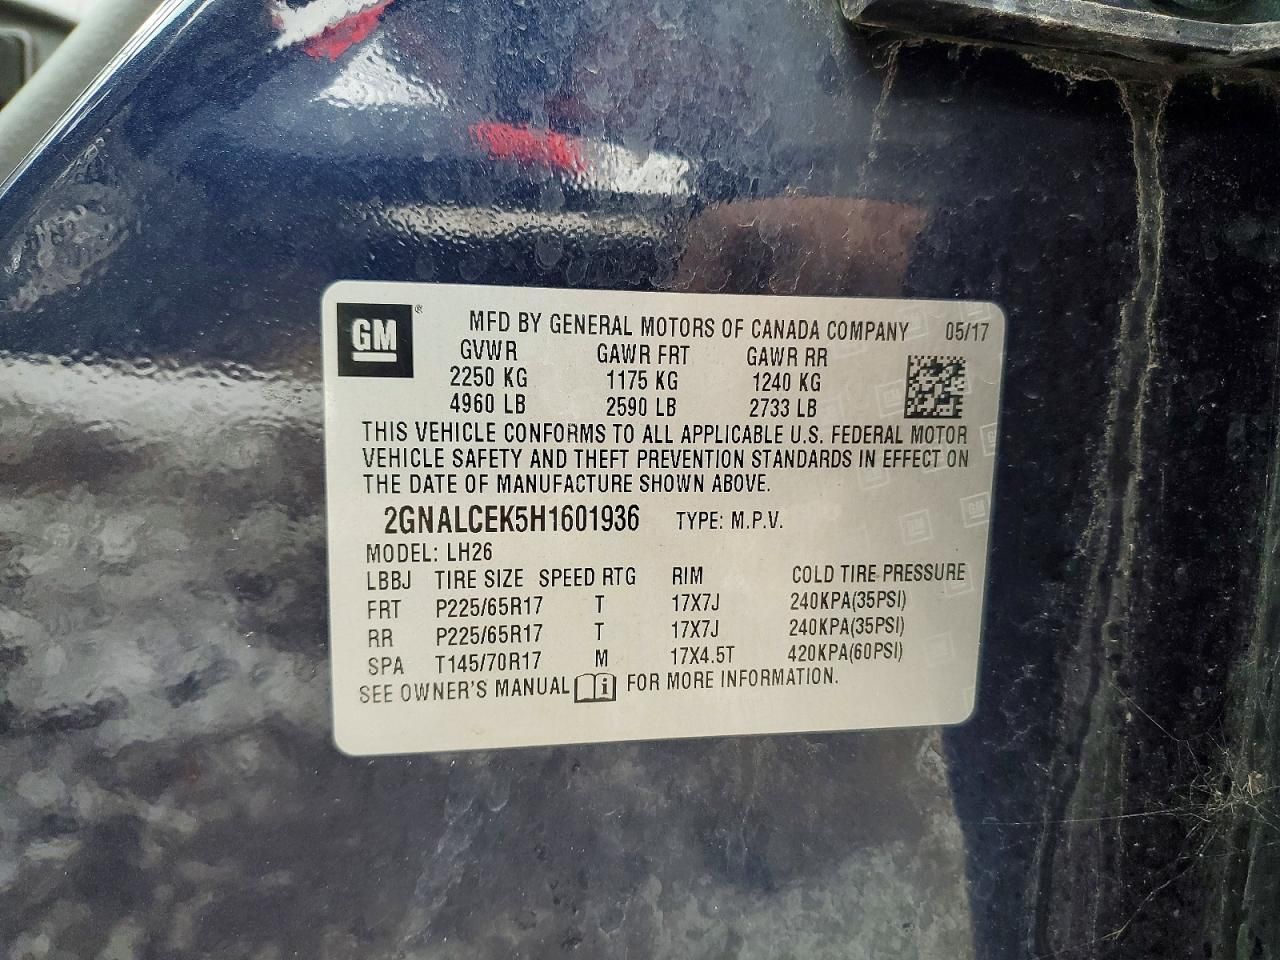 GM®
MFD BY GENERAL MOTORS OF CANADA COMPANY 05/17
GVWR GAWR FRT GAWR RR
2250 KG 1175 KG 1240 KG
4960 LB 2590 LB 2733 LB
THIS VEHICLE CONFORMS TO ALL APPLICABLE U.S. FEDERAL MOTOR
VEHICLE SAFETY AND THEFT PREVENTION STANDARDS IN EFFECT ON
THE DATE OF MANUFACTURE SHOWN ABOVE.
2GNALCEK5H1601936 TYPE: M.P.V.
MODEL: LH26
LBBJ TIRE SIZE SPEED RTG RIM COLD TIRE PRESSURE
FRT P225/65R17 T 17X7J 240KPA(35PSI)
RR P225/65R17 T 17X7J 240KPA(35PSI)
SPA T145/70R17 M 17X4.5T 420KPA(60PSI)
SEE OWNER'S MANUAL i FOR MORE INFORMATION.